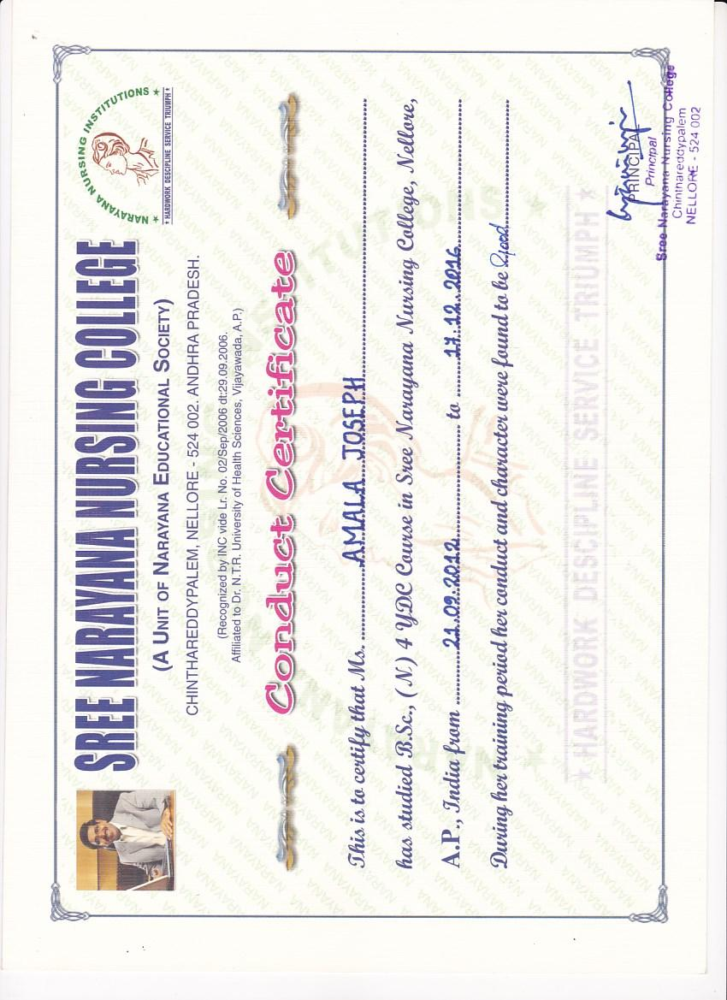 SREE NARAYANA NURSING COLLEGE
(A UNIT OF NARAYANA EDUCATIONAL SOCIETY)
CHINTHAREDDYPALEM, NELLORE - 524 002. ANDHRA PRADESH.
(Recognized by INC vide Lr. No. 02/Sep/2006 dt:29.09.2006.
Affiliated to Dr. N.T.R. University of Health Sciences, Vijayawada, A.P.)
NARAYANA NURSING INSTITUTIONS
★ HARDWORK DESCIPLINE SERVICE TRIUMPH ★
Conduct Certificate
This is to certify that Ms. AMALA JOSEPH
has studied B.Sc., (N) 4 YDC Course in Sree Narayana Nursing College, Nellore,
A.P., India from 21.09.2012 to 17.12.2016
During her training period her conduct and character were found to be Good
★ HARDWORK DESCIPLINE SERVICE TRIUMPH ★
PRINCIPAL
Principal
Sree Narayana Nursing College
Chinthareddypalem
NELLORE - 524 002